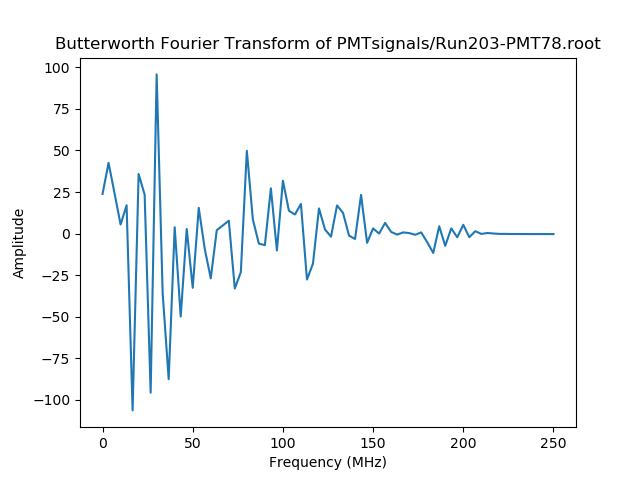 Butterworth Fourier Transform of PMTsignals/Run203-PMT78.root
Amplitude
100
75
50
25
0
−25
−50
−75
−100
0 50 100 150 200 250
Frequency (MHz)